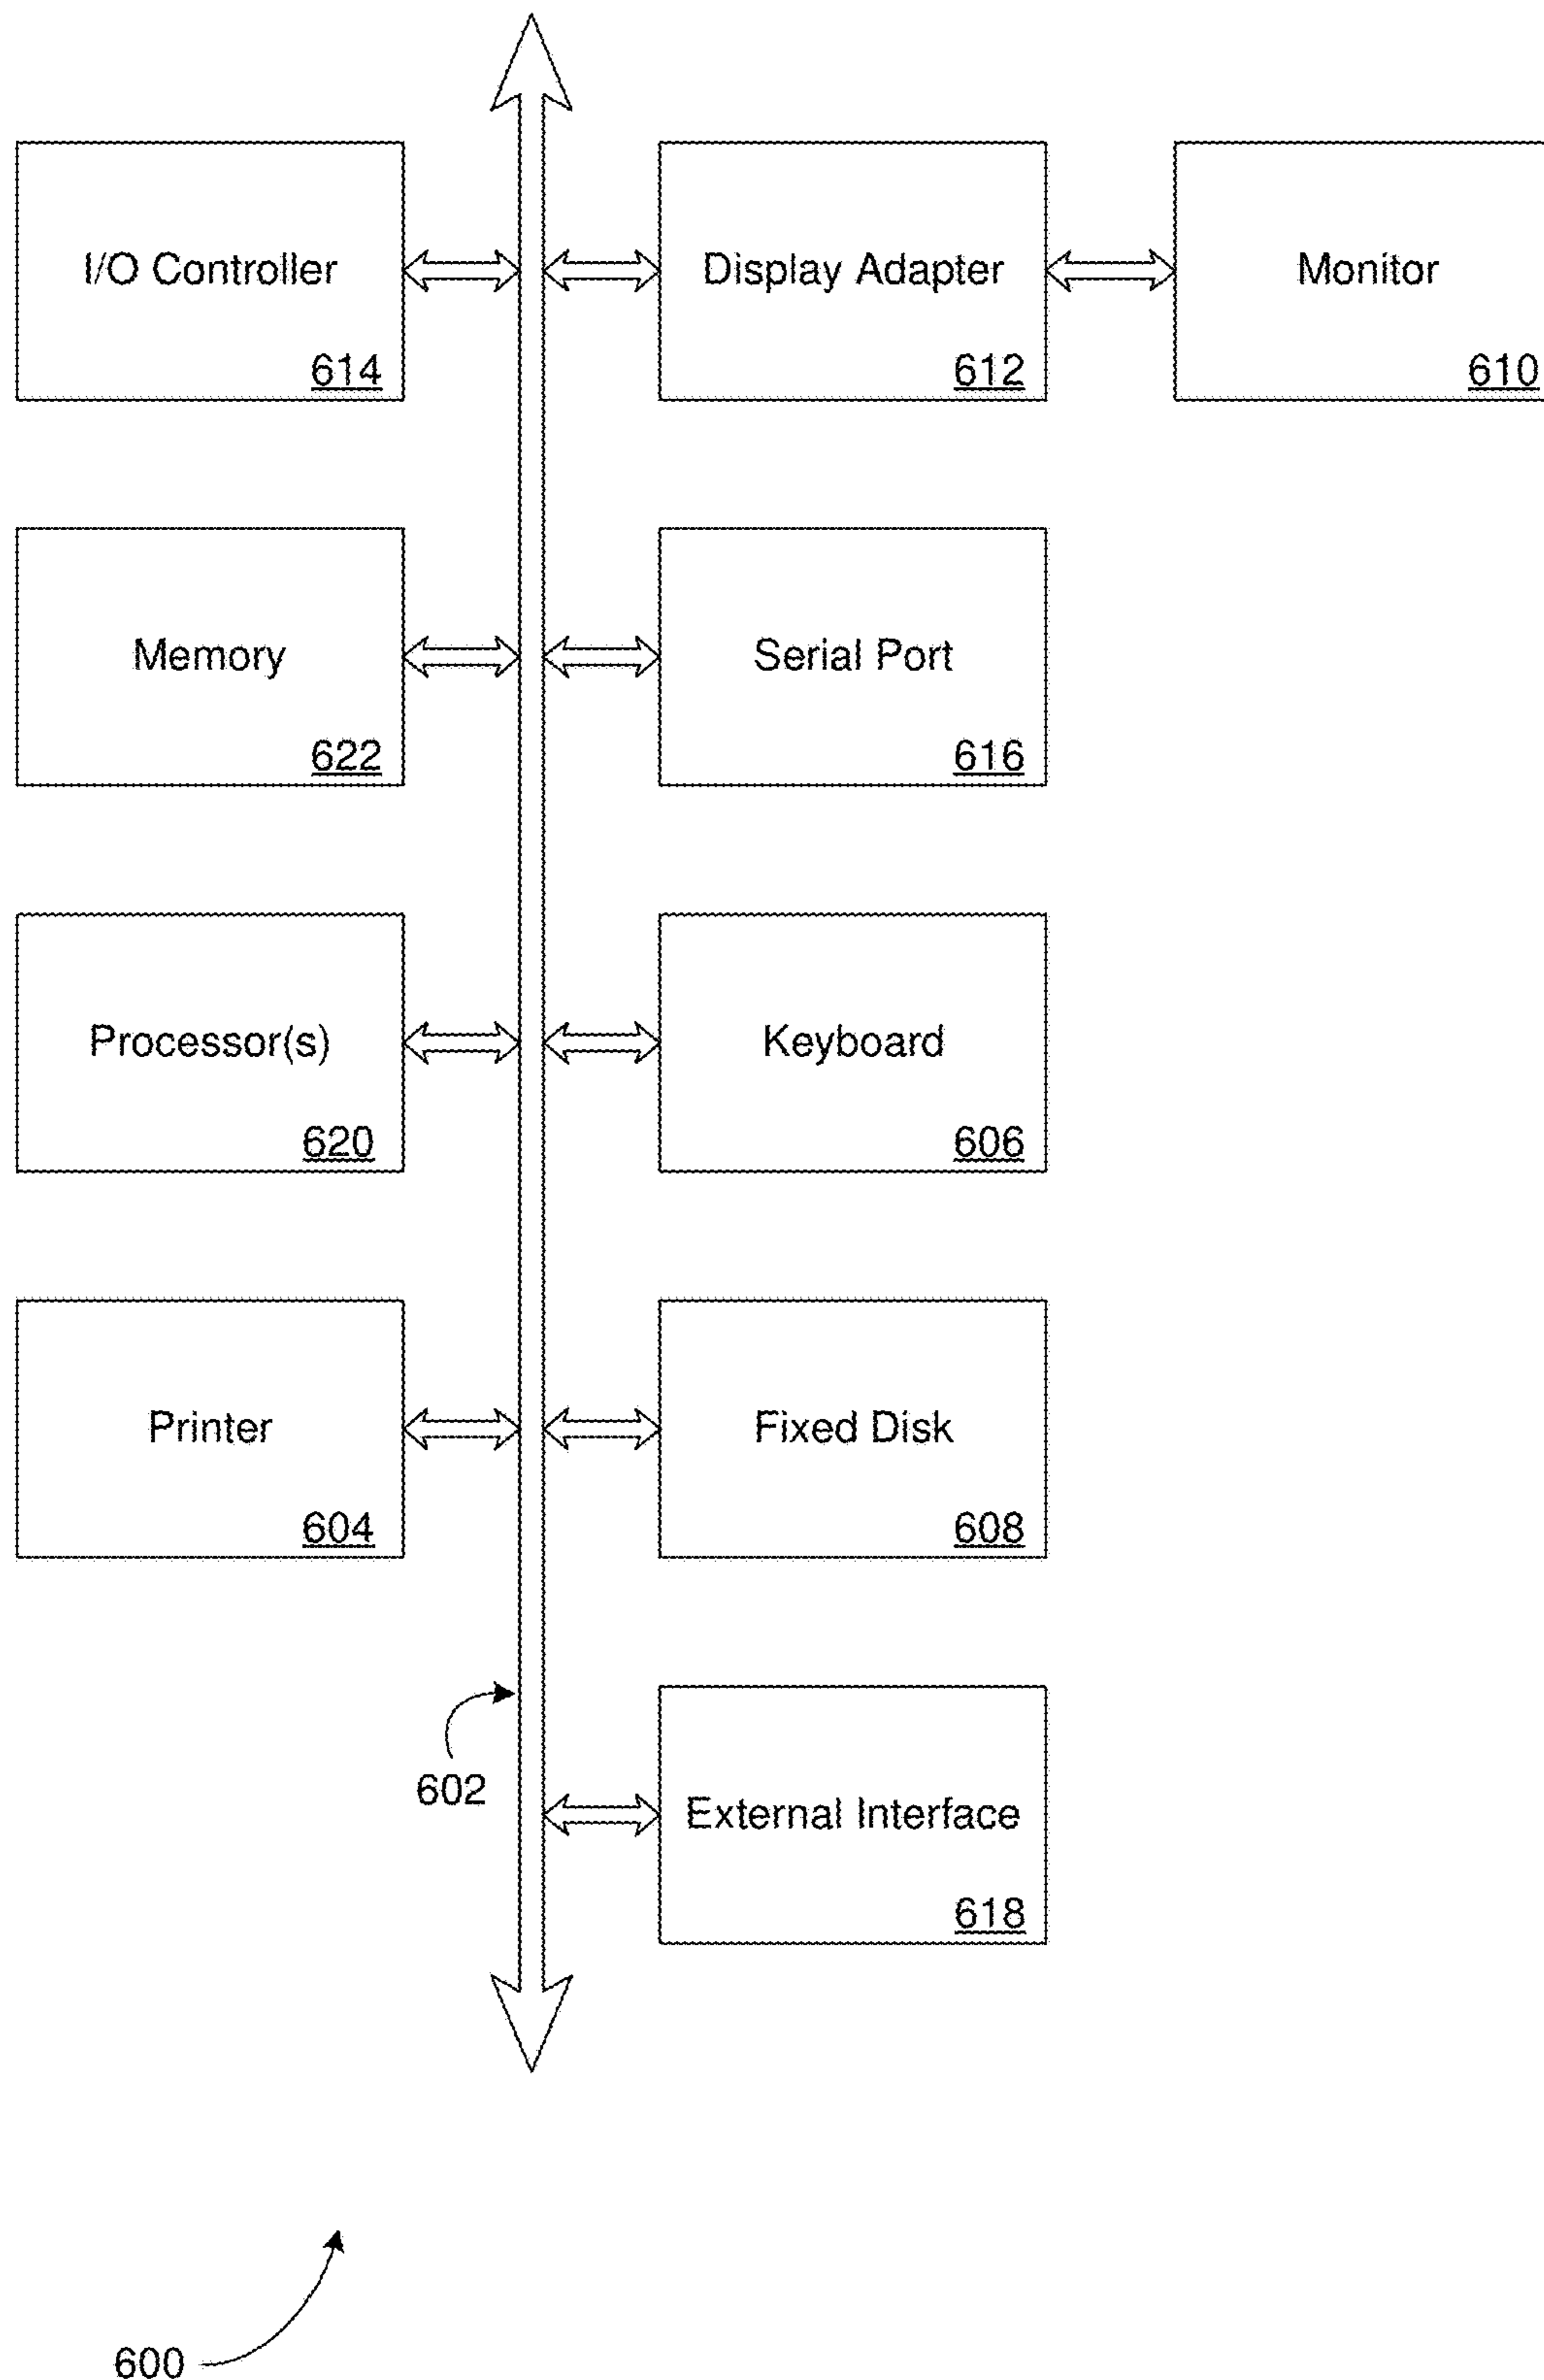 I/O Controller
614
Display Adapter
612
Monitor
610
Memory
622
Serial Port
616
Processor(s)
620
Keyboard
606
Printer
604
Fixed Disk
608
602
External Interface
618
600